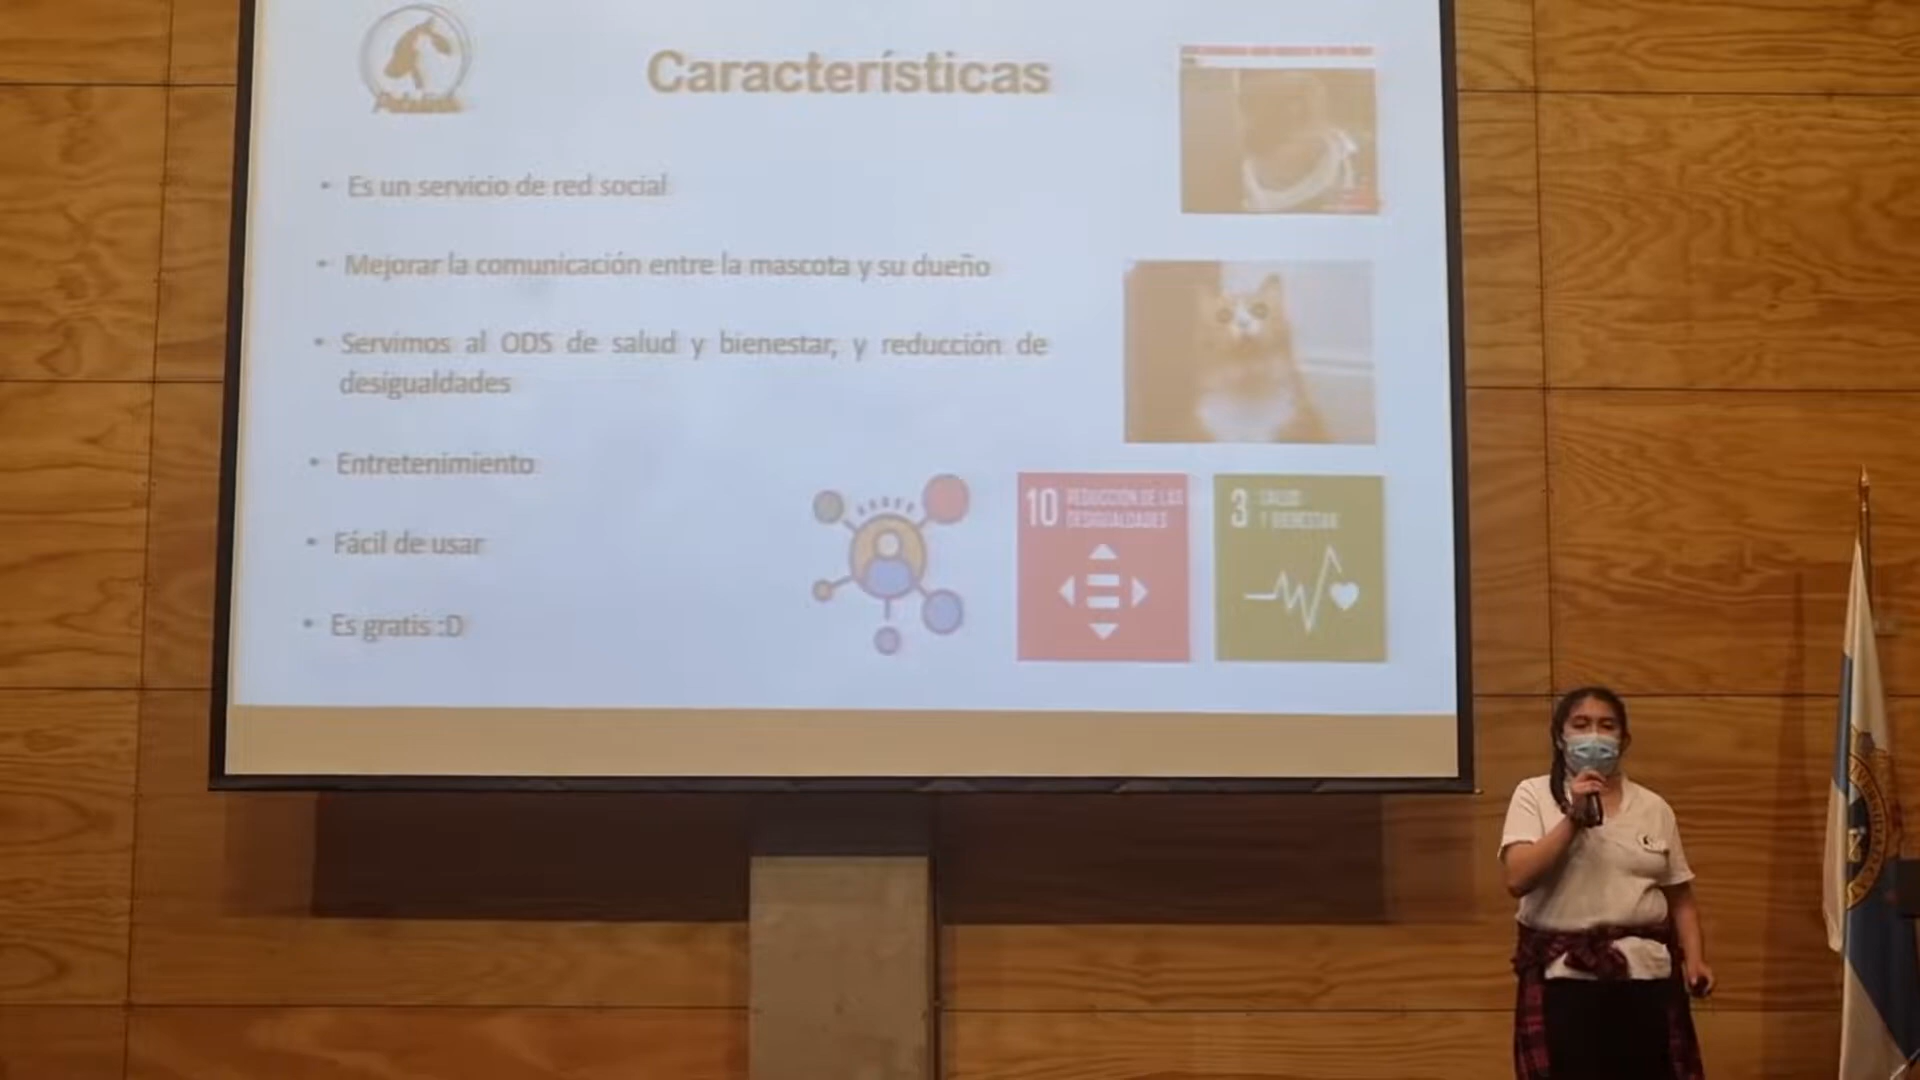 Características
• Es un servicio de red social
• Mejorar la comunicación entre la mascota y su dueño
• Servimos al ODS de salud y bienestar, y reducción de
desigualdades
• Entretenimiento
• Fácil de usar
• Es gratis :D
10 REDUCCIÓN DE LAS
DESIGUALDADES
3 SALUD
Y BIENESTAR